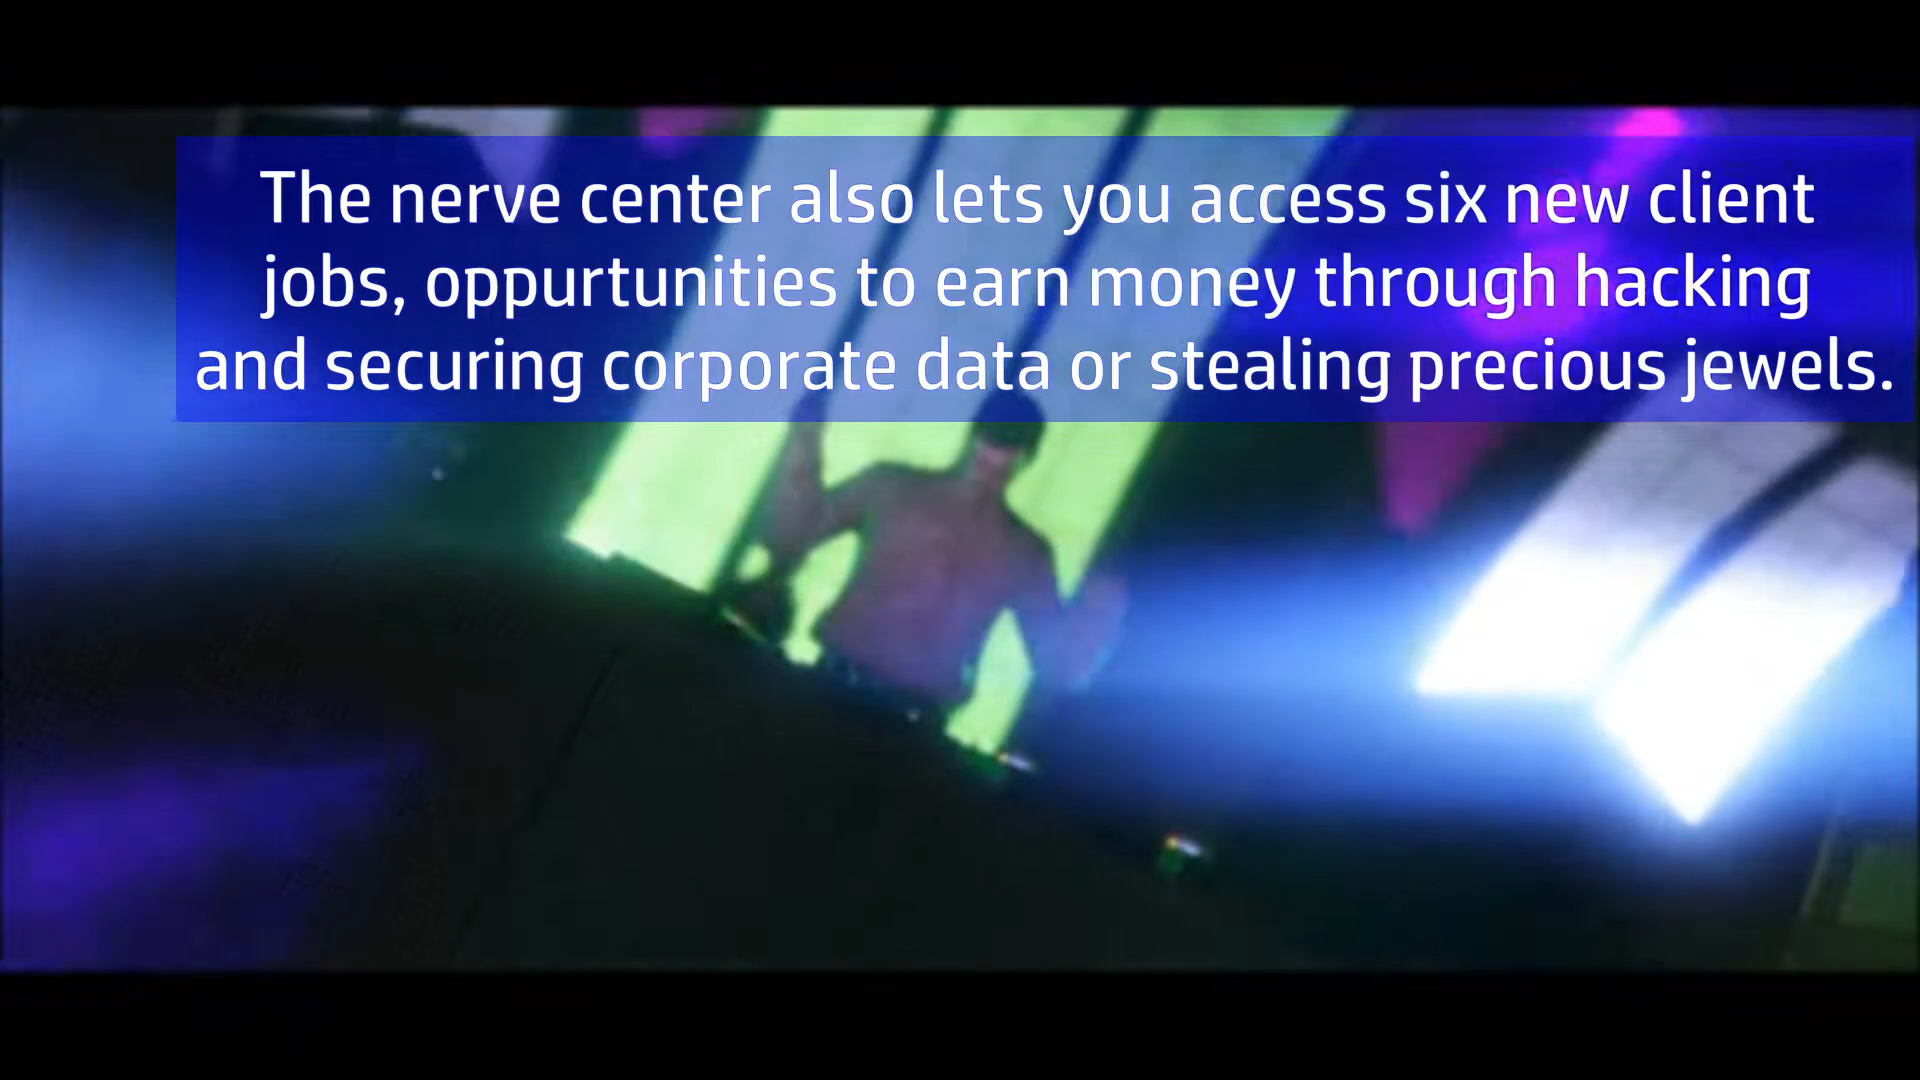 The nerve center also lets you access six new client
jobs, oppurtunities to earn money through hacking
and securing corporate data or stealing precious jewels.